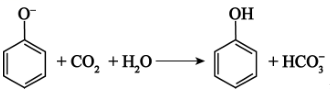 O⁻ OH
+ CO₂ + H₂O ⟶ + HCO₃⁻